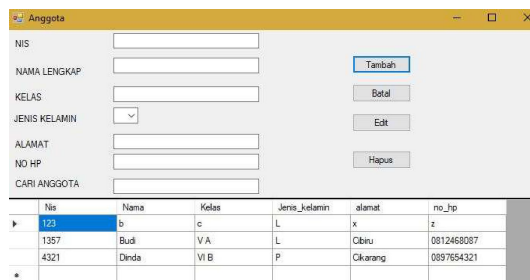 Anggota
NIS
NAMA LENGKAP
Tambah
KELAS
Batal
JENIS KELAMIN
Edit
ALAMAT
NO HP
Hapus
CARI ANGGOTA
Nis Nama Kelas Jenis_kelamin alamat no_hp
123 b c L x z
1357 Budi V A L Cibiru 0812468087
4321 Dinda VI B P Cikarang 0897654321